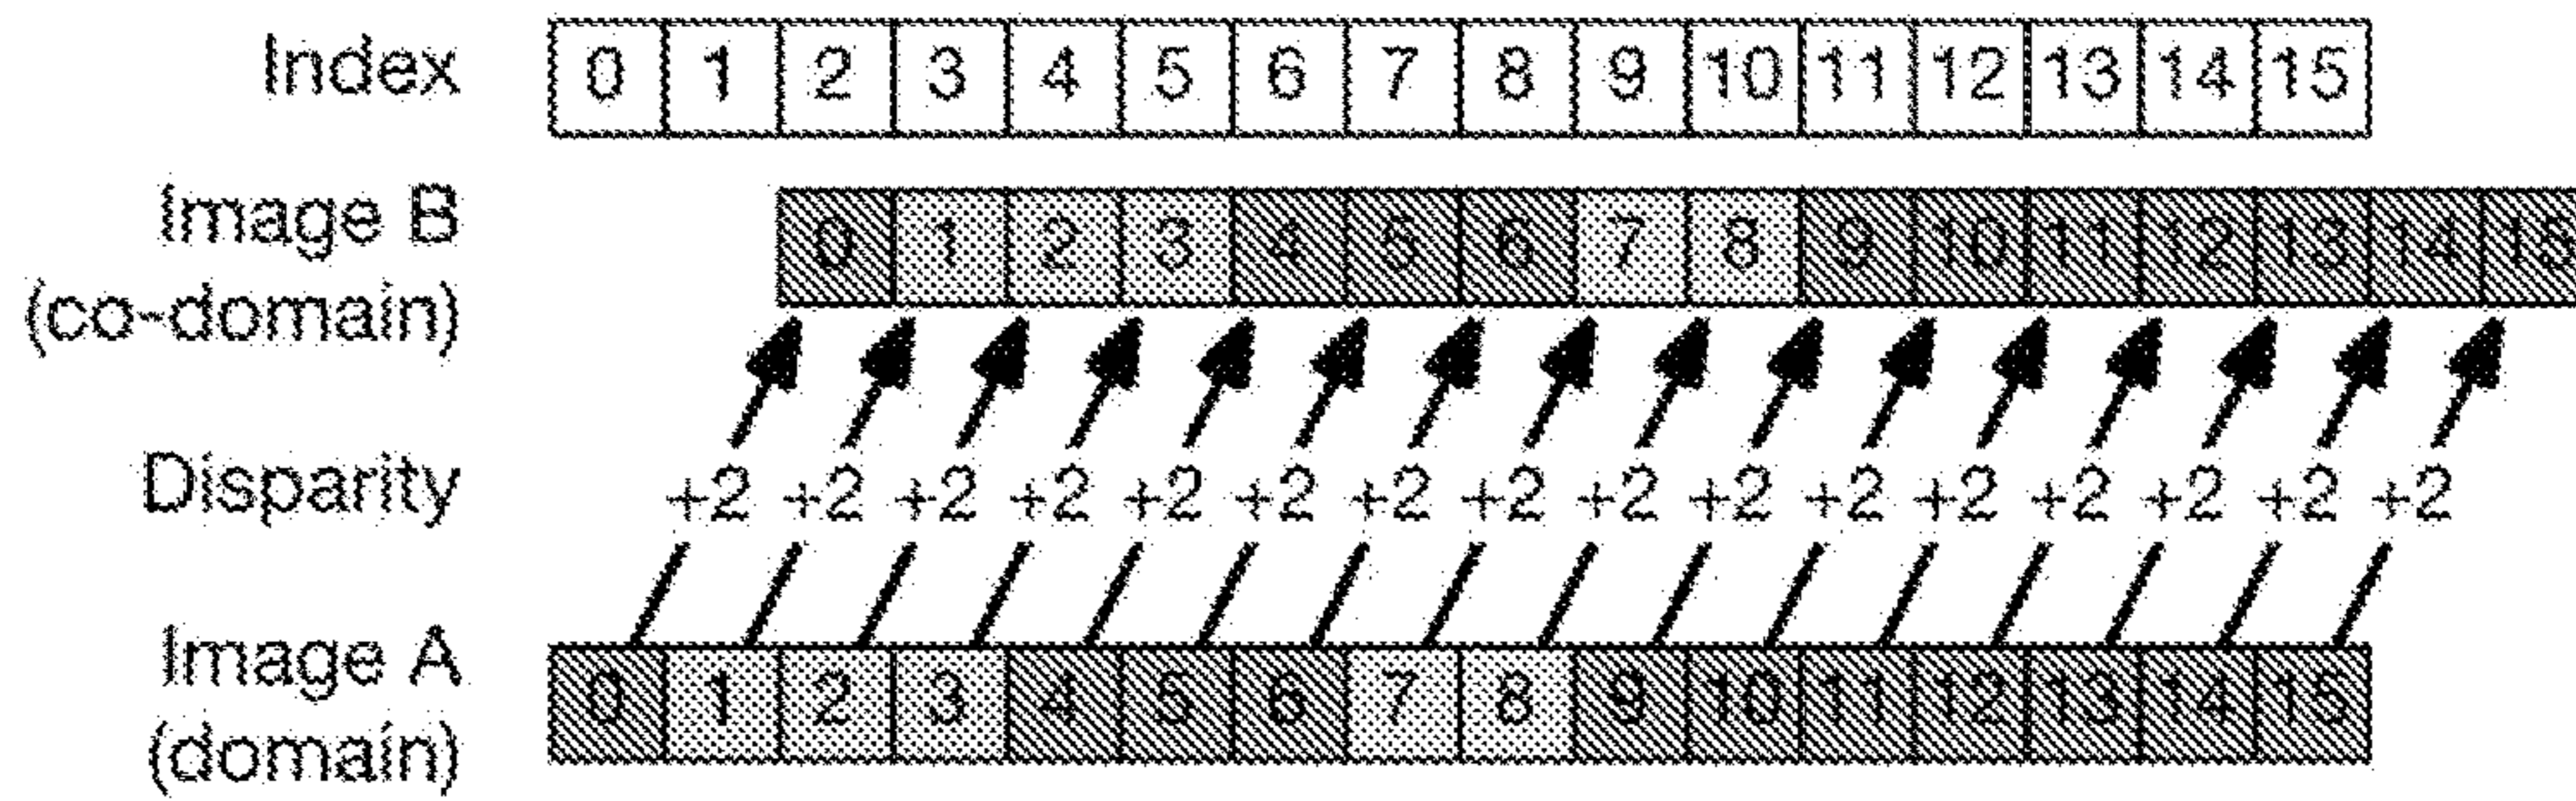 Index 0 1 2 3 4 5 6 7 8 9 10 11 12 13 14 15
Image B
(co-domain)
0 1 2 3 4 5 6 7 8 9 10 11 12 13 14 15
Disparity +2 +2 +2 +2 +2 +2 +2 +2 +2 +2 +2 +2 +2 +2 +2 +2
Image A
(domain)
0 1 2 3 4 5 6 7 8 9 10 11 12 13 14 15